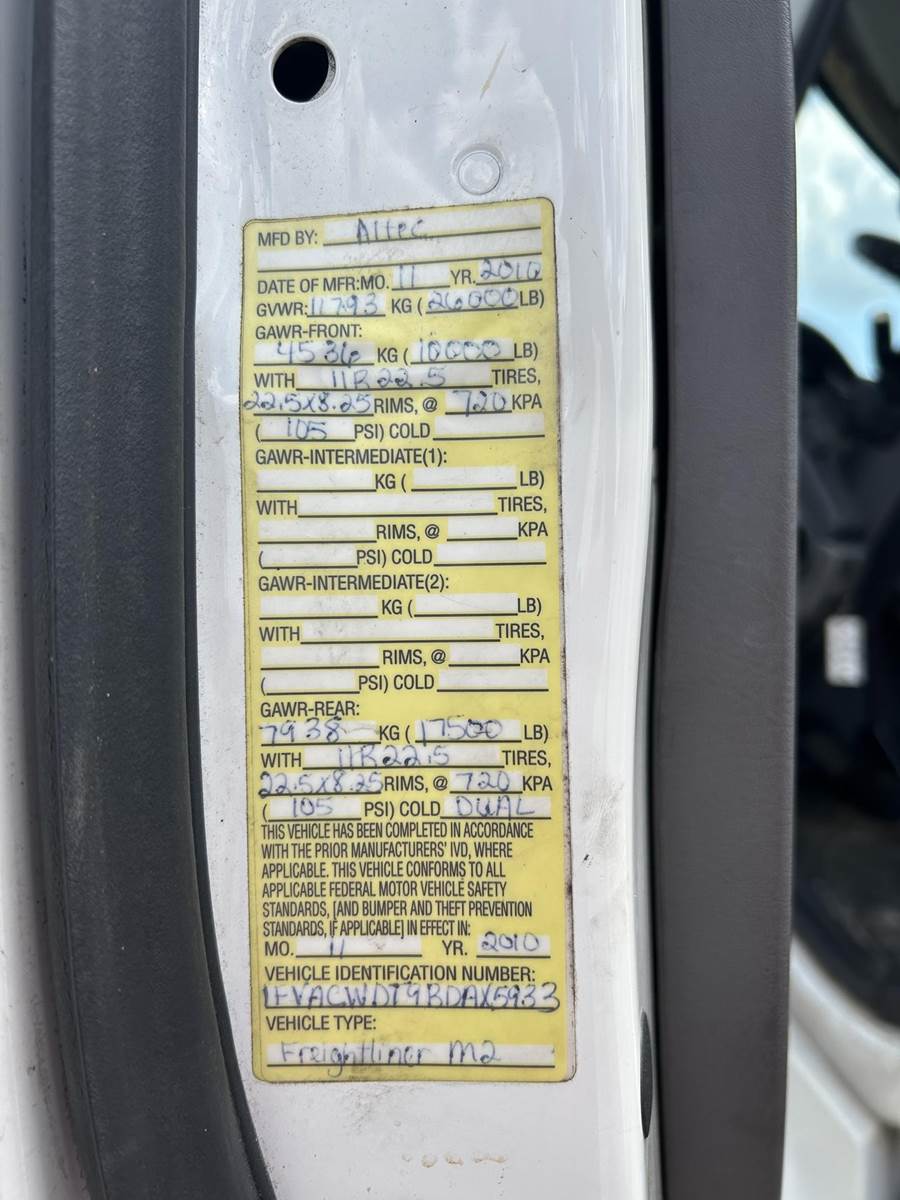 MFD BY: Altec
DATE OF MFR:MO. 11 YR. 2010
GVWR: 11793 KG ( 26000 LB)
GAWR-FRONT:
4536 KG ( 10000 LB)
WITH 11R22.5 TIRES,
22.5x8.25 RIMS, @ 720 KPA
( 105 PSI) COLD
GAWR-INTERMEDIATE(1):
KG ( LB)
WITH TIRES,
RIMS, @ KPA
( PSI) COLD
GAWR-INTERMEDIATE(2):
KG ( LB)
WITH TIRES,
RIMS, @ KPA
( PSI) COLD
GAWR-REAR:
7938 KG ( 17500 LB)
WITH 11R22.5 TIRES,
22.5x8.25 RIMS, @ 720 KPA
( 105 PSI) COLD DUAL
THIS VEHICLE HAS BEEN COMPLETED IN ACCORDANCE
WITH THE PRIOR MANUFACTURERS' IVD, WHERE
APPLICABLE. THIS VEHICLE CONFORMS TO ALL
APPLICABLE FEDERAL MOTOR VEHICLE SAFETY
STANDARDS, [AND BUMPER AND THEFT PREVENTION
STANDARDS, IF APPLICABLE] IN EFFECT IN:
MO. 11 YR. 2010
VEHICLE IDENTIFICATION NUMBER:
1FVACWDT9BDAX5933
VEHICLE TYPE:
Freightliner M2